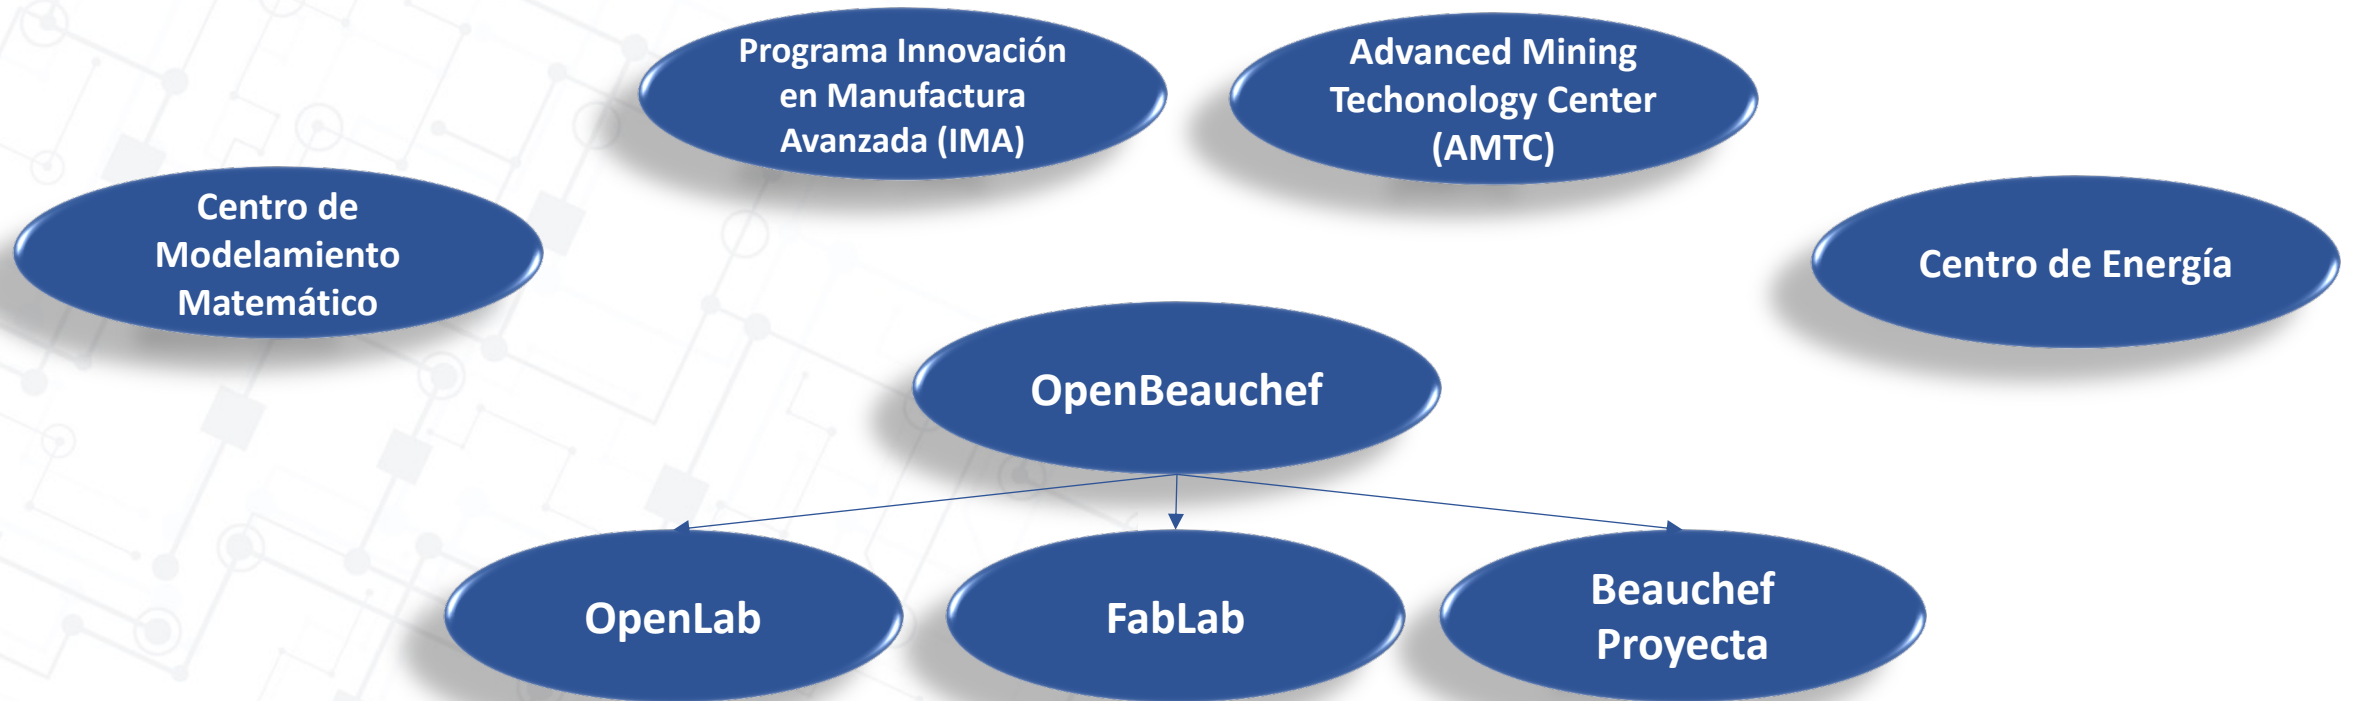 Programa Innovación
en Manufactura
Avanzada (IMA)
Advanced Mining
Techonology Center
(AMTC)
Centro de
Modelamiento
Matemático
Centro de Energía
OpenBeauchef
OpenLab
FabLab
Beauchef
Proyecta